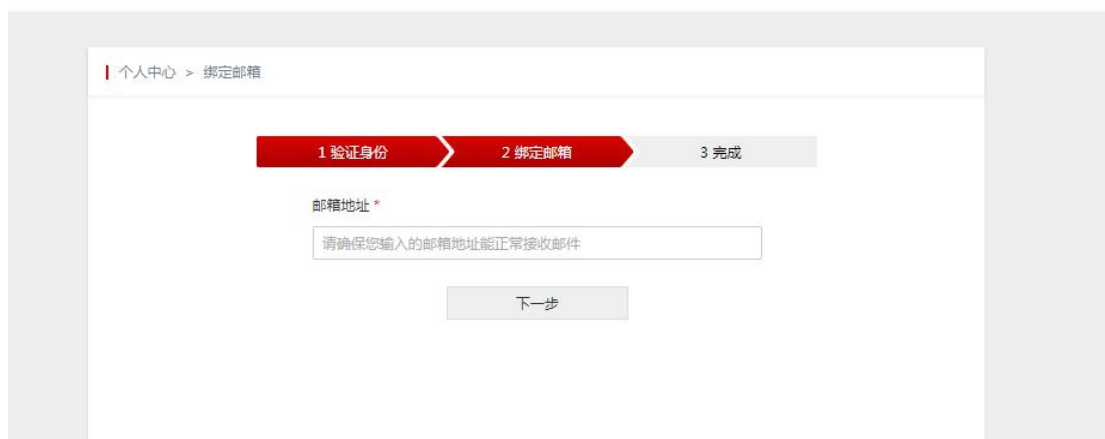 个人中心 > 绑定邮箱
1 验证身份 2 绑定邮箱 3 完成
邮箱地址 *
请确保您输入的邮箱地址能正常接收邮件
下一步